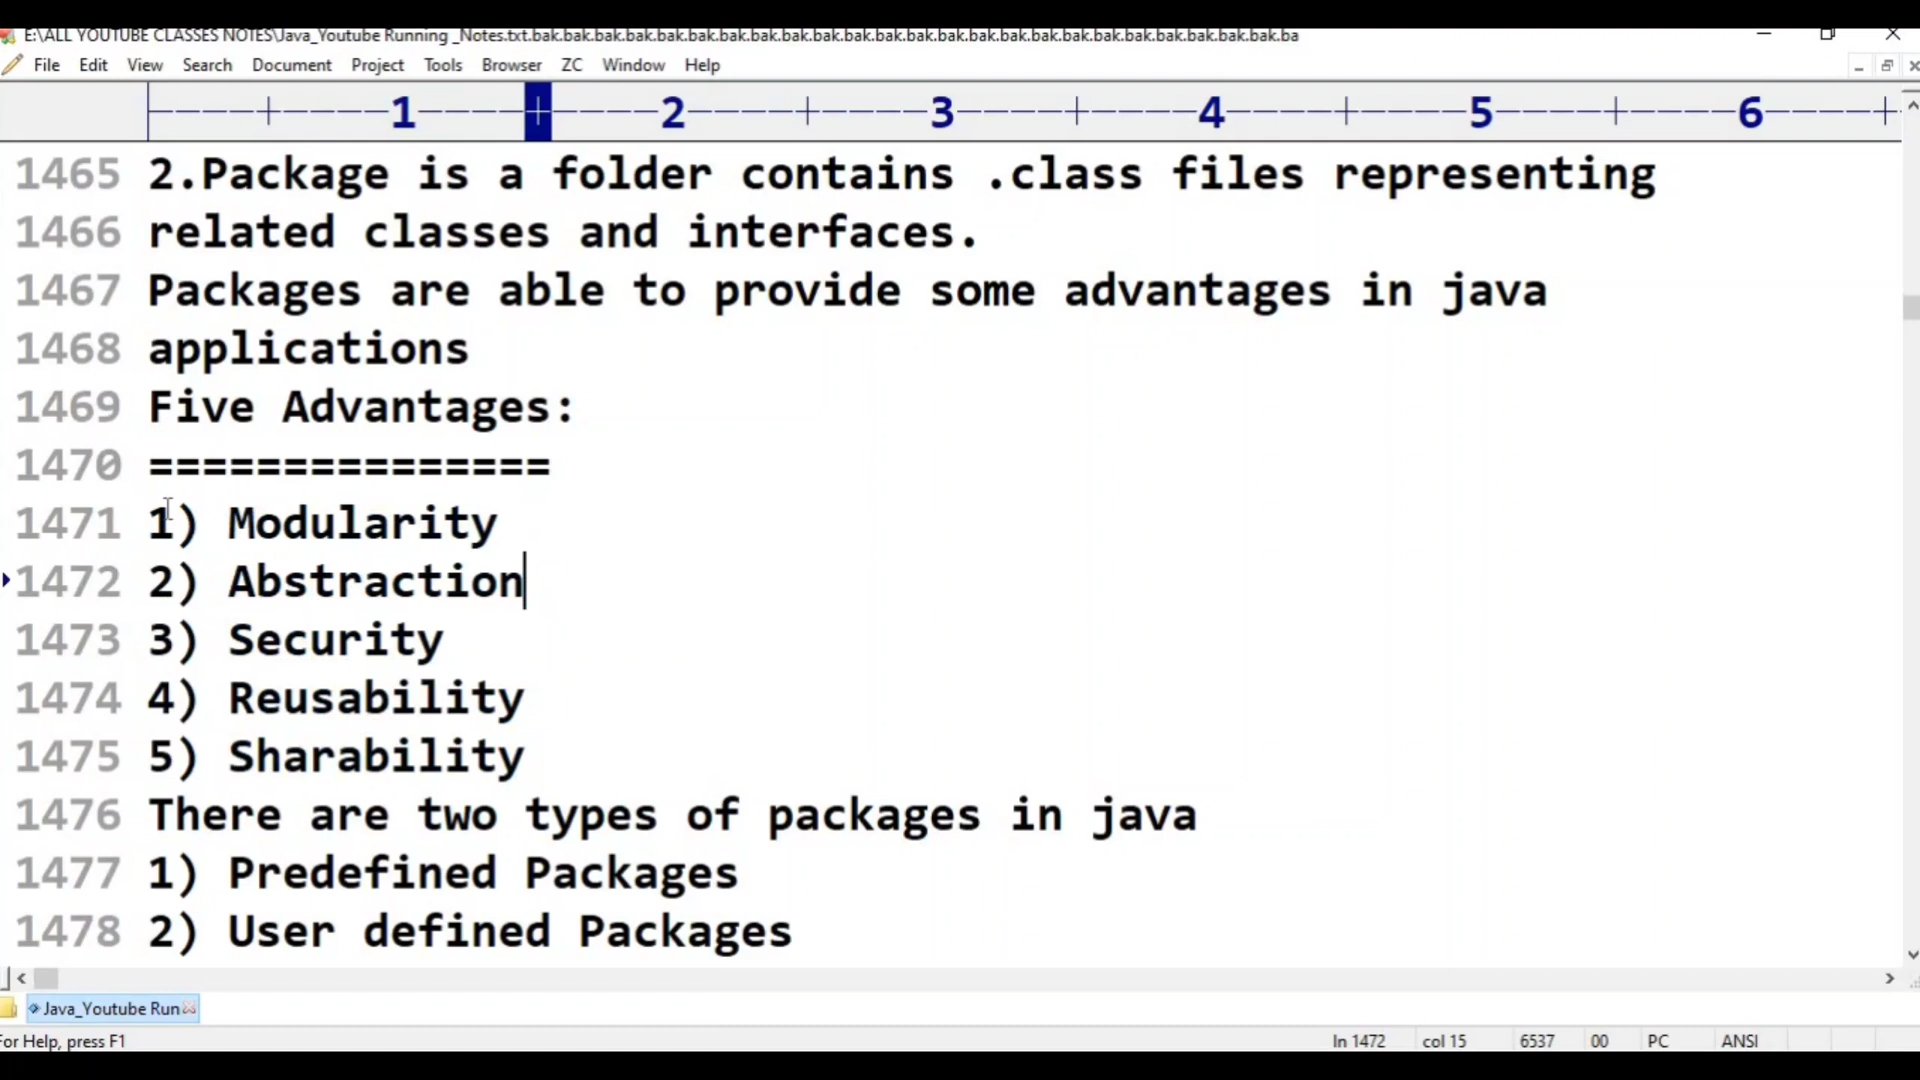 E:\ALL YOUTUBE CLASSES NOTES\Java_Youtube Running _Notes.txt.bak.bak.bak.bak.bak.bak.bak.bak.bak.bak.bak.bak.bak.bak.bak.bak.bak.bak.bak.bak.bak.bak.bak.bak.ba
File Edit View Search Document Project Tools Browser ZC Window Help
1 2 3 4 5 6
1465 2.Package is a folder contains .class files representing
1466 related classes and interfaces.
1467 Packages are able to provide some advantages in java
1468 applications
1469 Five Advantages:
1470 ===============
1471 1) Modularity
1472 2) Abstraction
1473 3) Security
1474 4) Reusability
1475 5) Sharability
1476 There are two types of packages in java
1477 1) Predefined Packages
1478 2) User defined Packages
Java_Youtube Run
For Help, press F1 ln 1472 col 15 6537 00 PC ANSI